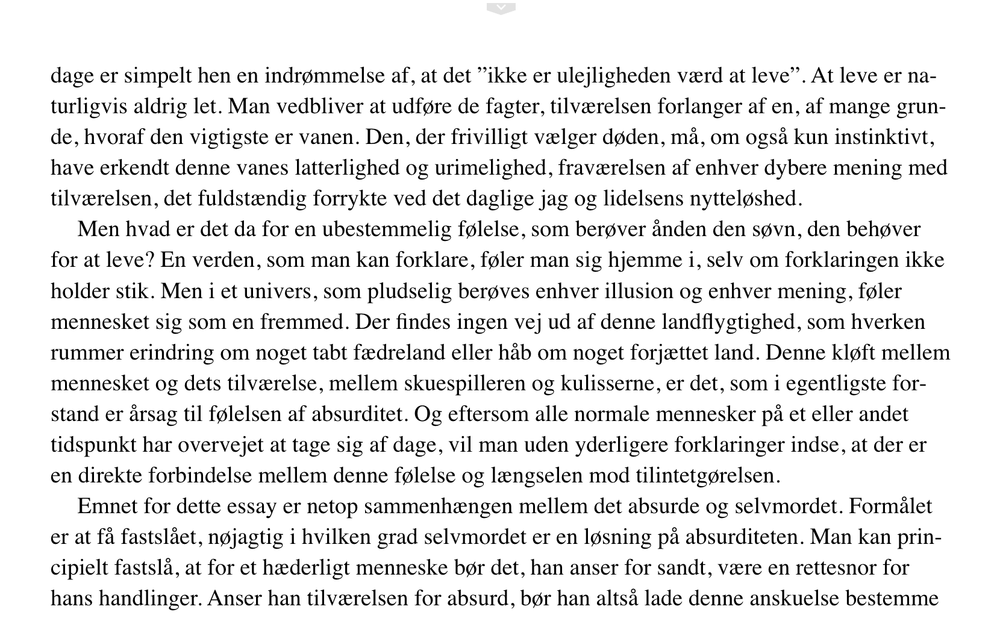 dage er simpelt hen en indrømmelse af, at det ”ikke er ulejligheden værd at leve”. At leve er na-
turligvis aldrig let. Man vedbliver at udføre de fagter, tilværelsen forlanger af en, af mange grun-
de, hvoraf den vigtigste er vanen. Den, der frivilligt vælger døden, må, om også kun instinktivt,
have erkendt denne vanes latterlighed og urimelighed, fraværelsen af enhver dybere mening med
tilværelsen, det fuldstændig forrykte ved det daglige jag og lidelsens nytteløshed.
Men hvad er det da for en ubestemmelig følelse, som berøver ånden den søvn, den behøver
for at leve? En verden, som man kan forklare, føler man sig hjemme i, selv om forklaringen ikke
holder stik. Men i et univers, som pludselig berøves enhver illusion og enhver mening, føler
mennesket sig som en fremmed. Der findes ingen vej ud af denne landflygtighed, som hverken
rummer erindring om noget tabt fædreland eller håb om noget forjættet land. Denne kløft mellem
mennesket og dets tilværelse, mellem skuespilleren og kulisserne, er det, som i egentligste for-
stand er årsag til følelsen af absurditet. Og eftersom alle normale mennesker på et eller andet
tidspunkt har overvejet at tage sig af dage, vil man uden yderligere forklaringer indse, at der er
en direkte forbindelse mellem denne følelse og længselen mod tilintetgørelsen.
Emnet for dette essay er netop sammenhængen mellem det absurde og selvmordet. Formålet
er at få fastslået, nøjagtig i hvilken grad selvmordet er en løsning på absurditeten. Man kan prin-
cipielt fastslå, at for et hæderligt menneske bør det, han anser for sandt, være en rettesnor for
hans handlinger. Anser han tilværelsen for absurd, bør han altså lade denne anskuelse bestemme